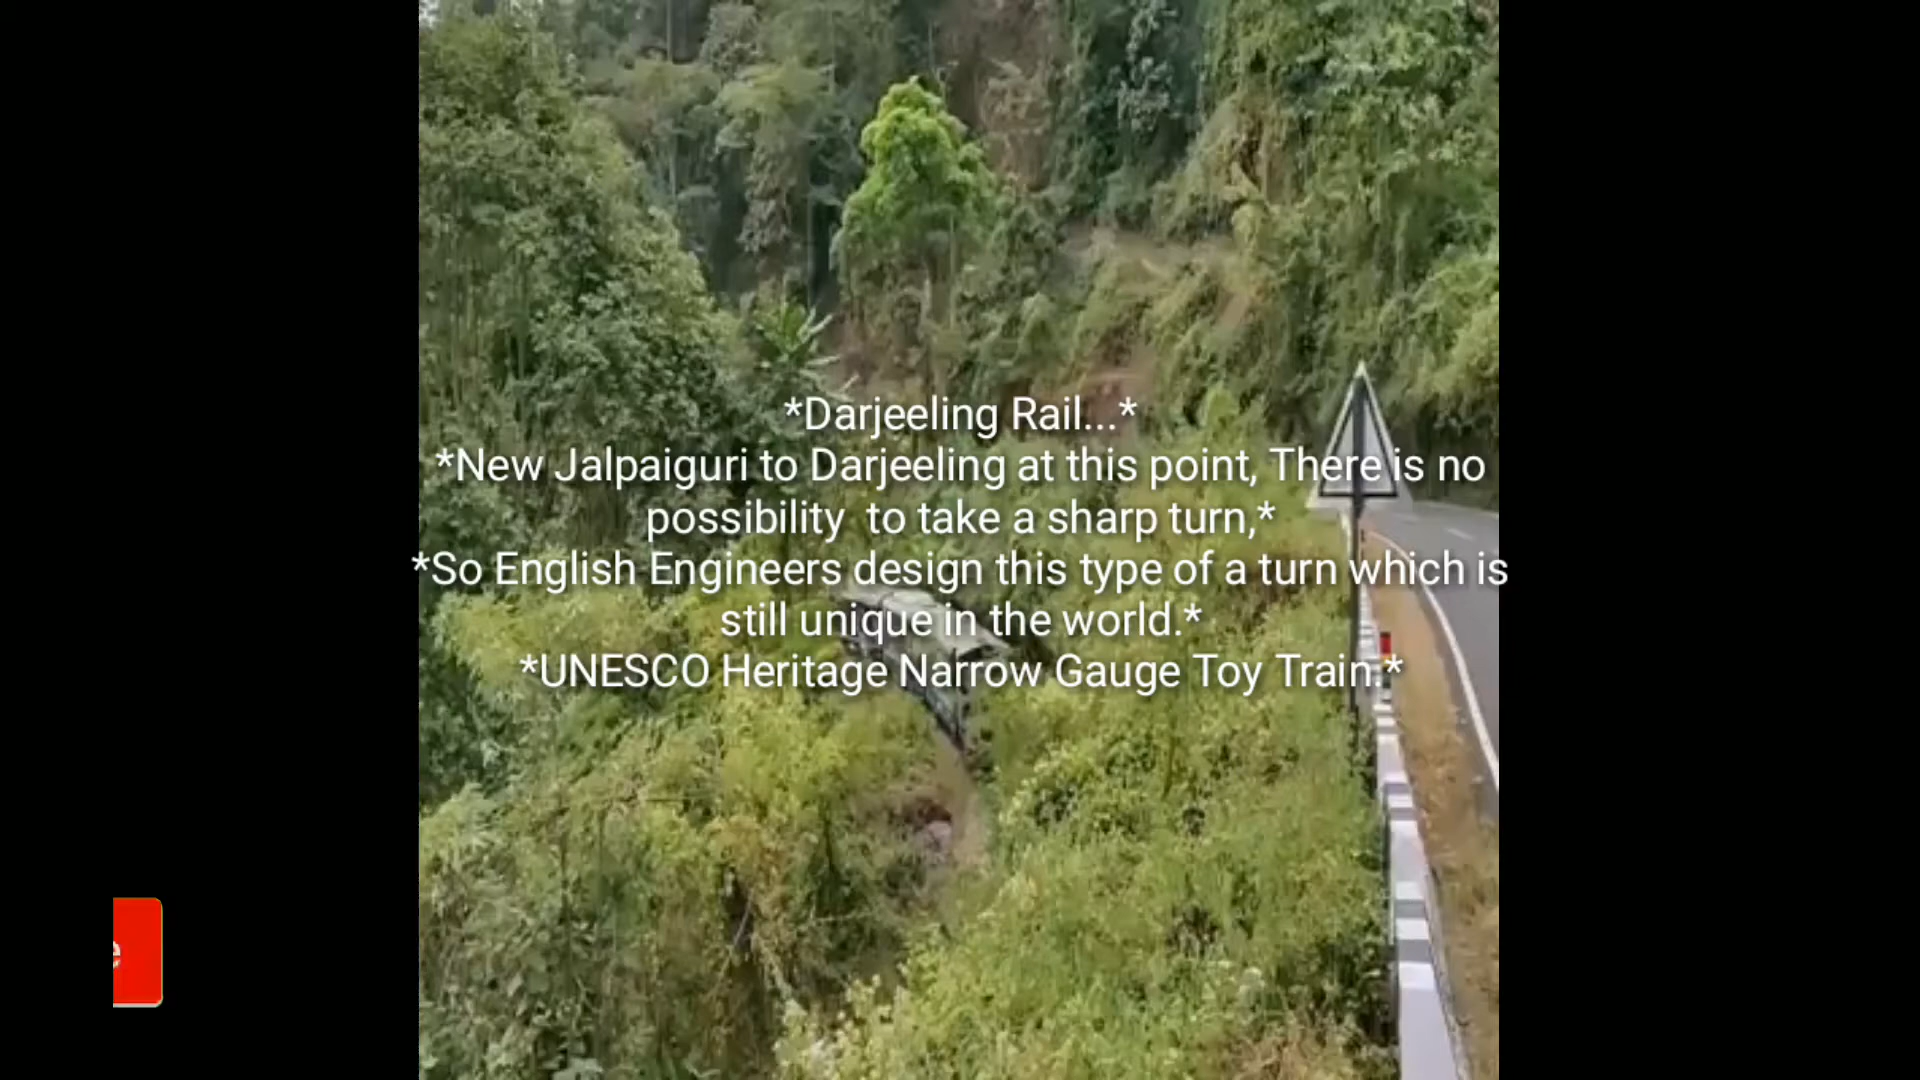 *Darjeeling Rail...*
*New Jalpaiguri to Darjeeling at this point, There is no
possibility  to take a sharp turn,*
*So English Engineers design this type of a turn which is
still unique in the world.*
*UNESCO Heritage Narrow Gauge Toy Train.*
e